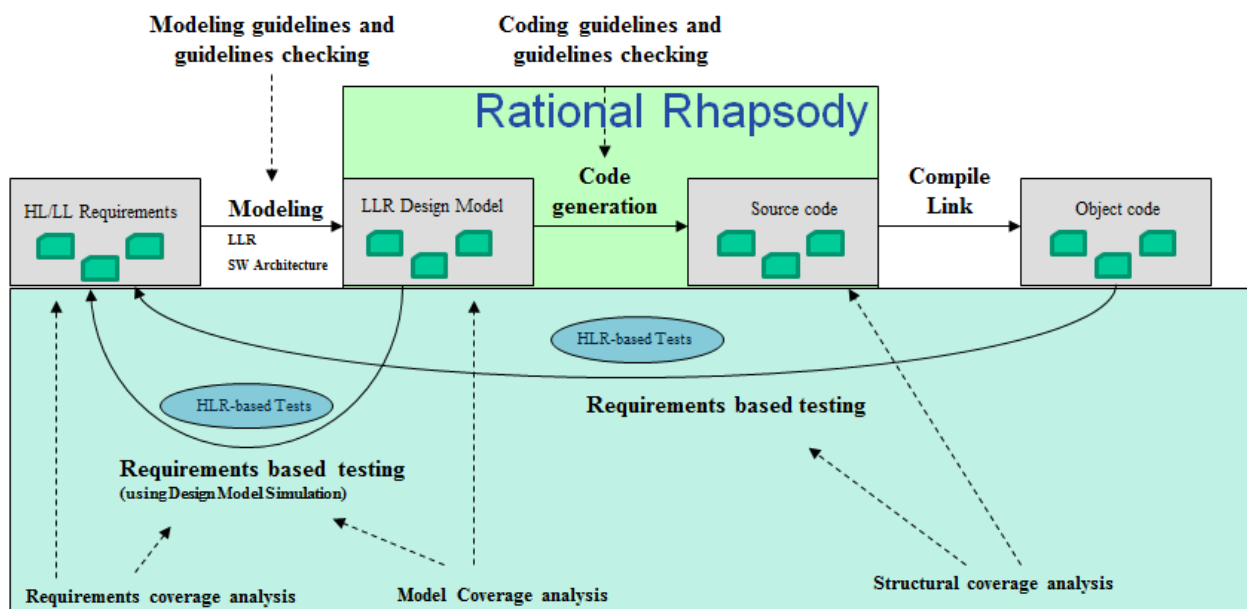 Modeling guidelines and
guidelines checking
Coding guidelines and
guidelines checking
Rational Rhapsody
HL/LL Requirements
Modeling
LLR
SW Architecture
LLR Design Model
Code
generation
Source code
Compile
Link
Object code
HLR-based Tests
HLR-based Tests
Requirements based testing
Requirements based testing
(using Design Model Simulation)
Requirements coverage analysis
Model Coverage analysis
Structural coverage analysis